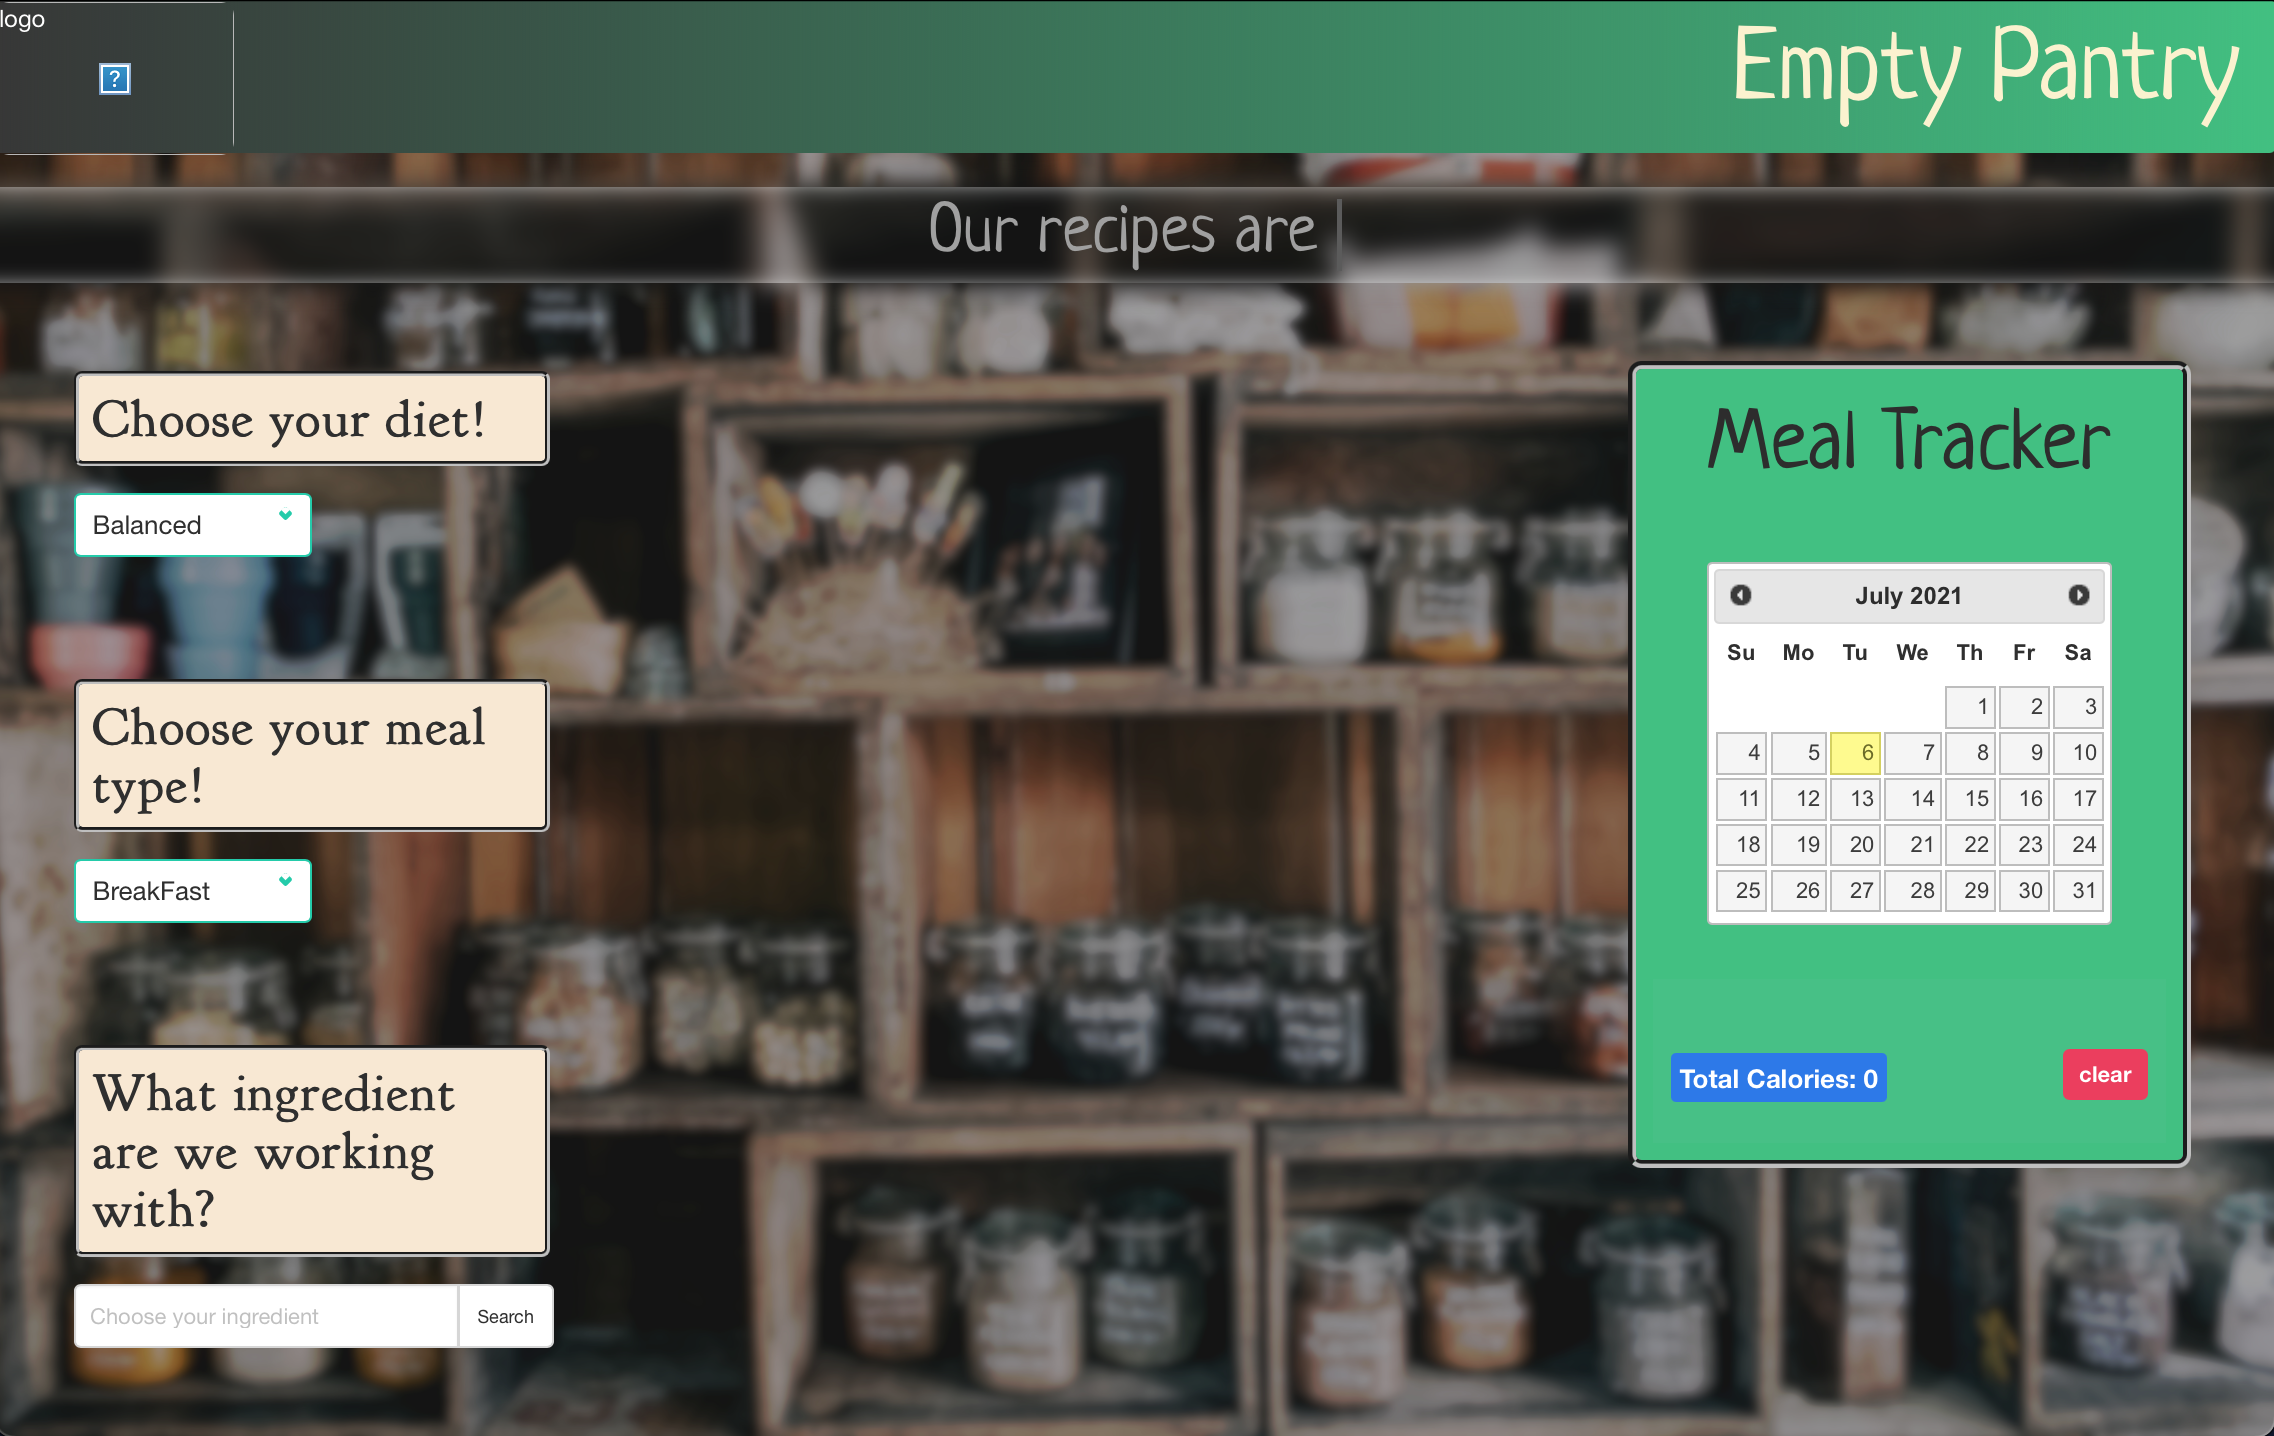 logo
?
Empty Pantry
Our recipes are
Choose your diet!
Balanced
Choose your meal
type!
BreakFast
What ingredient
are we working
with?
Choose your ingredient
Search
Meal Tracker
July 2021
Su Mo Tu We Th Fr Sa
1 2 3
4 5 6 7 8 9 10
11 12 13 14 15 16 17
18 19 20 21 22 23 24
25 26 27 28 29 30 31
Total Calories: 0
clear